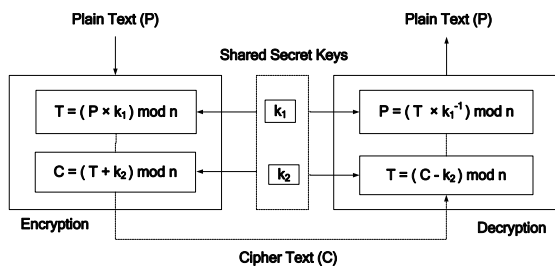 Plain Text (P)
Plain Text (P)
Shared Secret Keys
T = ( P × k₁ ) mod n
k₁
P = ( T × k₁⁻¹ ) mod n
C = ( T + k₂ ) mod n
k₂
T = ( C - k₂ ) mod n
Encryption
Decryption
Cipher Text (C)